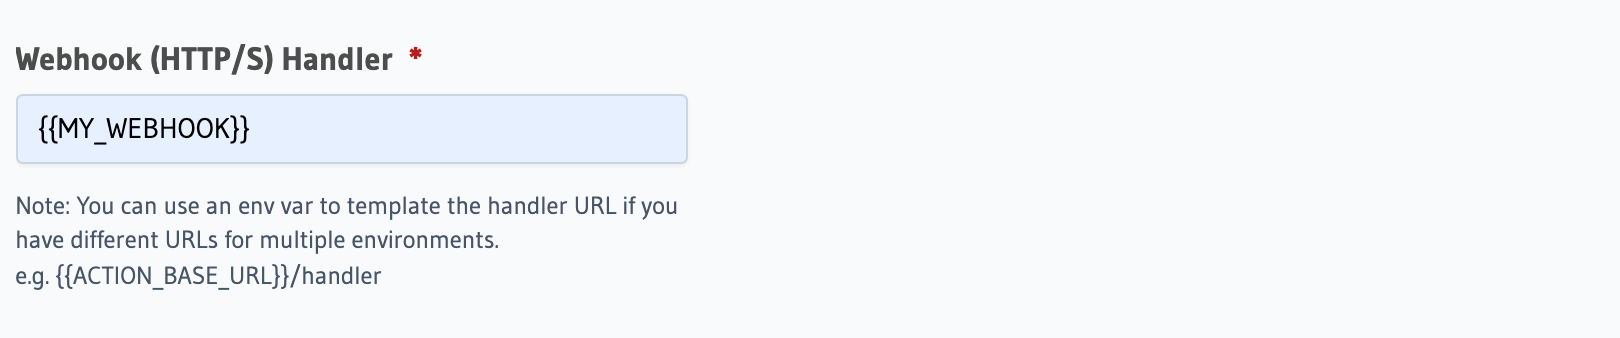 Webhook (HTTP/S) Handler *
{{MY_WEBHOOK}}
Note: You can use an env var to template the handler URL if you
have different URLs for multiple environments.
e.g. {{ACTION_BASE_URL}}/handler